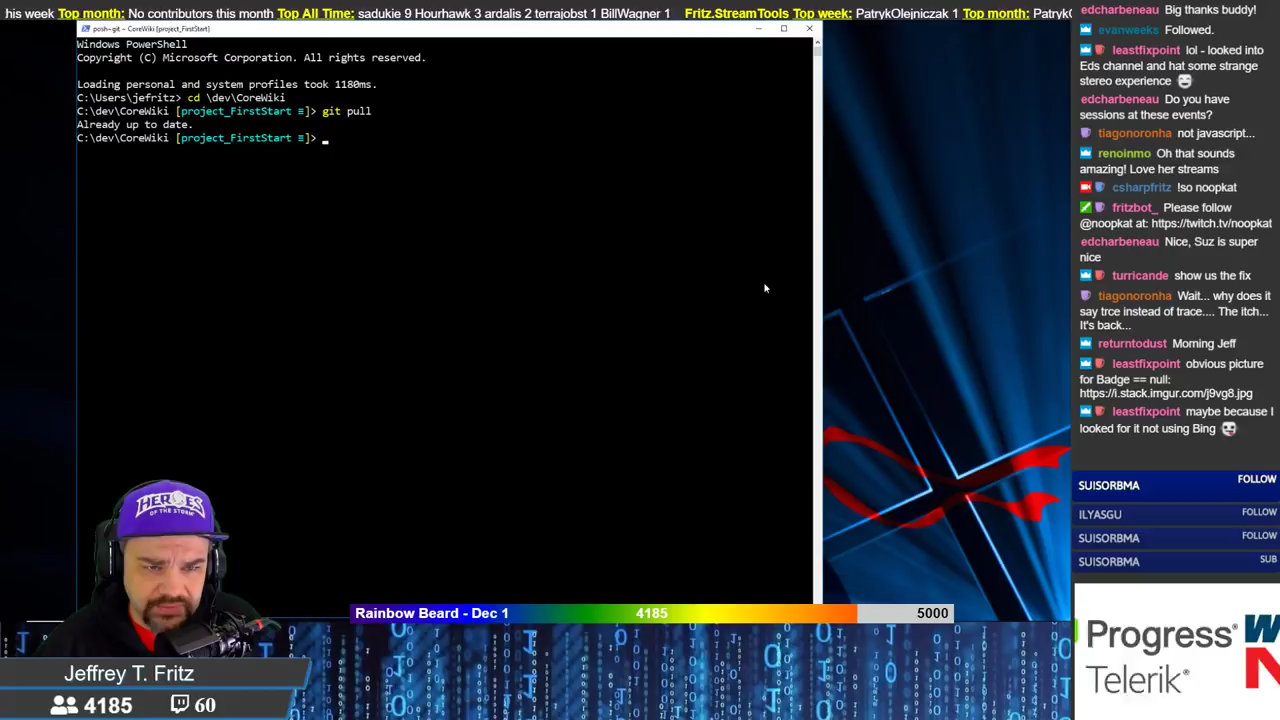 this week Top month: No contributors this month Top All Time: sadukie 9 Hourhawk 3 ardalis 2 terrajobst 1 BillWagner 1 Fritz.StreamTools Top week: PatrykOlejniczak 1 Top month:
posh~git ~ CoreWiki [project_FirstStart]
Windows PowerShell
Copyright (C) Microsoft Corporation. All rights reserved.
Loading personal and system profiles took 1180ms.
C:\Users\jefritz> cd \dev\CoreWiki
C:\dev\CoreWiki [project_FirstStart ≡]> git pull
Already up to date.
C:\dev\CoreWiki [project_FirstStart ≡]> _
edcharbeneau Big thanks buddy!
evanweeks Followed.
leastfixpoint lol - looked into
Eds channel and hat some strange
stereo experience
edcharbeneau Do you have
sessions at these events?
tiagonoronha not javascript...
renoinmo Oh that sounds
amazing! Love her streams
csharpfritz !so noopkat
fritzbot_ Please follow
@noopkat at: https://twitch.tv/noopkat
edcharbeneau Nice, Suz is super
nice
turricande show us the fix
tiagonoronha Wait... why does it
say trce instead of trace.... The itch...
It's back...
returntodust Morning Jeff
leastfixpoint obvious picture
for Badge == null:
https://i.stack.imgur.com/j9vg8.jpg
leastfixpoint maybe because I
looked for it not using Bing
SUISORBMA FOLLOW
ILYASGU FOLLOW
SUISORBMA FOLLOW
SUISORBMA SUB
HEROES
OF THE STORM
Rainbow Beard - Dec 1 4185 5000
Progress®
Telerik®
Jeffrey T. Fritz
4185 60